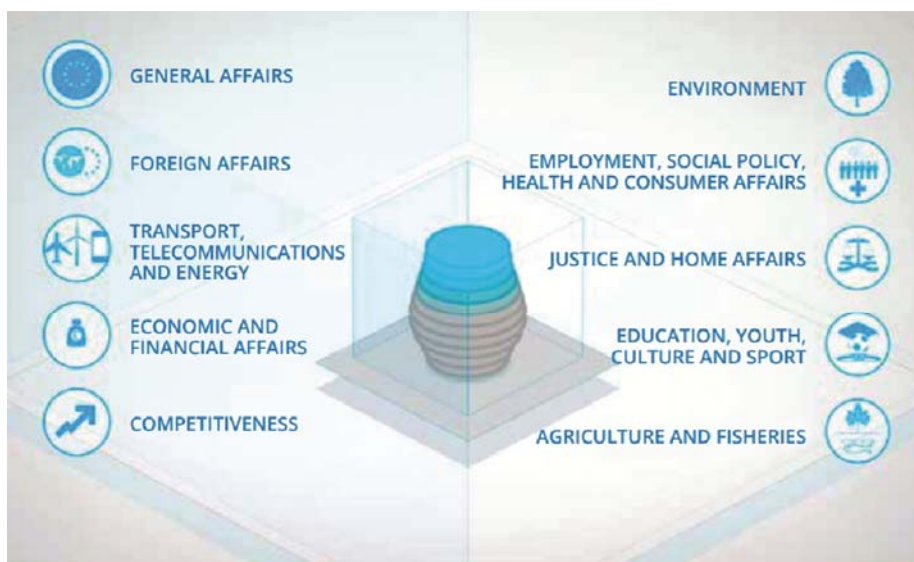 GENERAL AFFAIRS
FOREIGN AFFAIRS
TRANSPORT,
TELECOMMUNICATIONS
AND ENERGY
ECONOMIC AND
FINANCIAL AFFAIRS
COMPETITIVENESS
ENVIRONMENT
EMPLOYMENT, SOCIAL POLICY,
HEALTH AND CONSUMER AFFAIRS
JUSTICE AND HOME AFFAIRS
EDUCATION, YOUTH,
CULTURE AND SPORT
AGRICULTURE AND FISHERIES